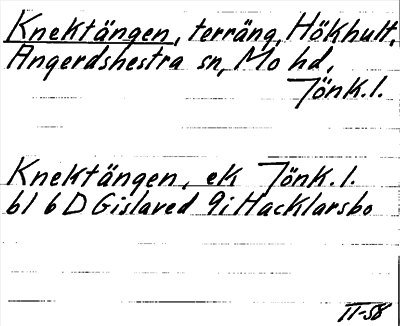 Knektängen, terräng, Hökhult,
Angerdshestra sn, Mo hd,
Jönk. l.
Knektängen, ek Jönk. l.
bl 6 D Gislaved 9i Hacklarsbo
II-58